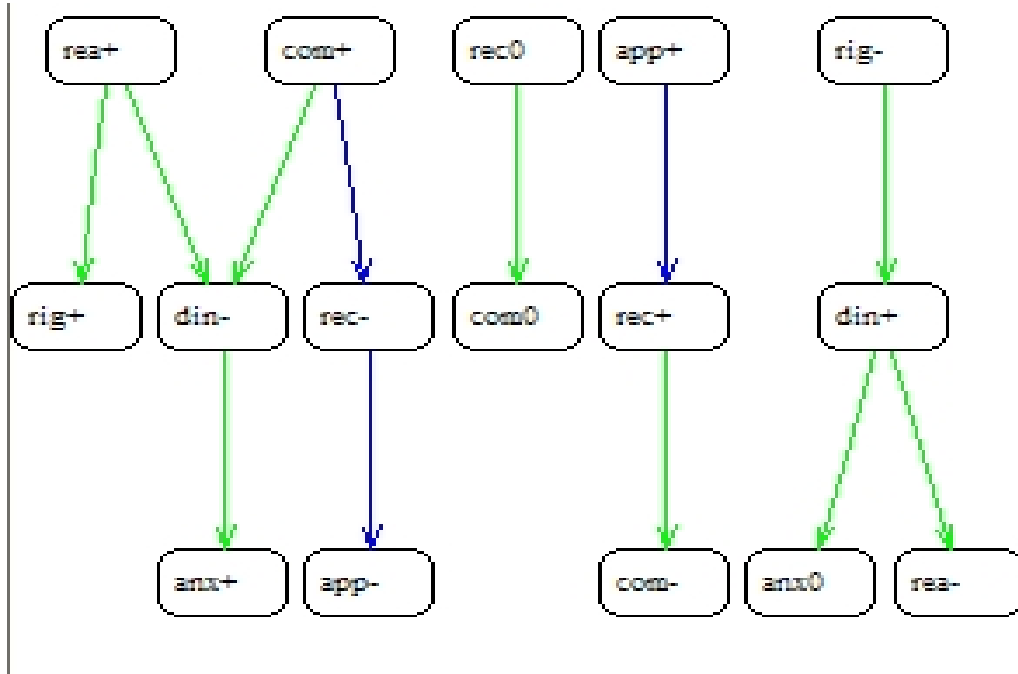 rea+
com+
rec0
app+
rig-
rig+
din-
rec-
com0
rec+
din+
anx+
app-
com-
anx0
rea-